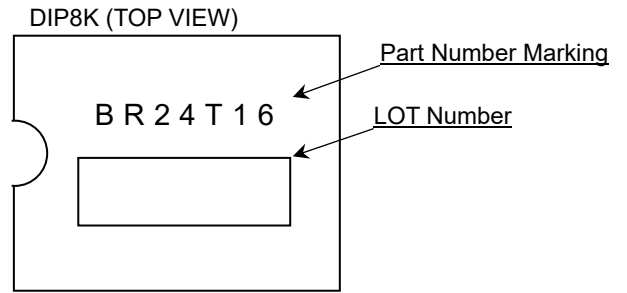 DIP8K (TOP VIEW)
Part Number Marking
BR24T16
LOT Number